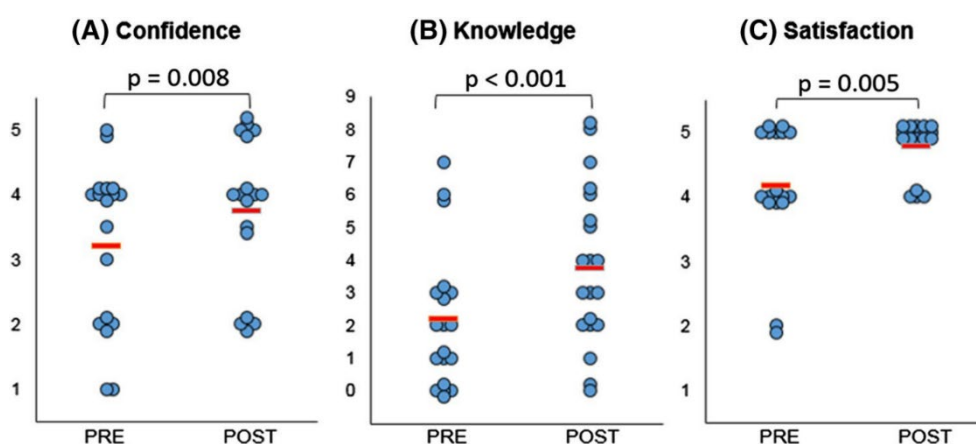 (A) Confidence
p = 0.008
5
4
3
2
1
PRE POST
(B) Knowledge
p < 0.001
9
8
7
6
5
4
3
2
1
0
PRE POST
(C) Satisfaction
p = 0.005
5
4
3
2
1
PRE POST